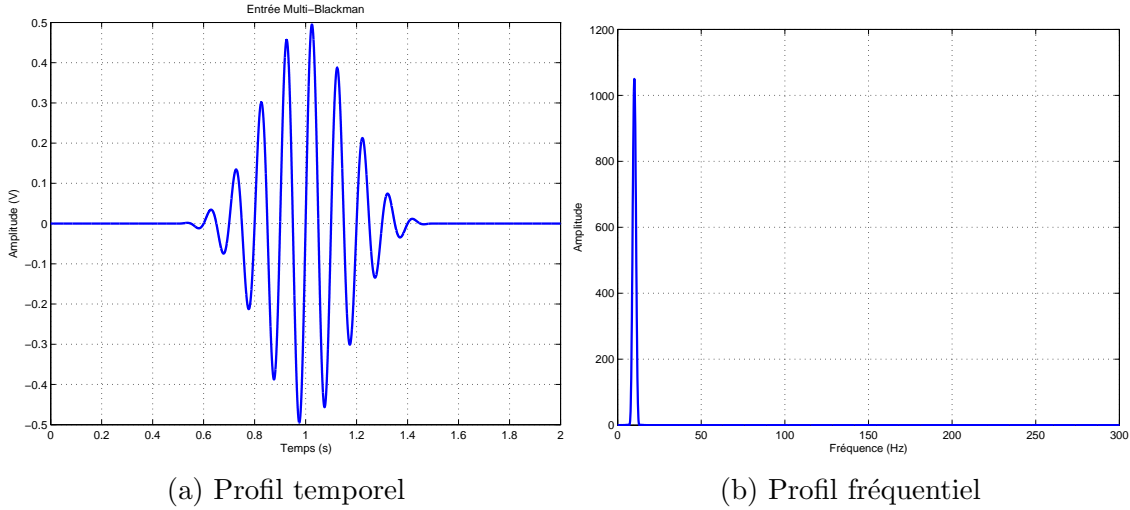 Entrée Multi−Blackman
0.5
0.4
0.3
0.2
0.1
0
−0.1
−0.2
−0.3
−0.4
−0.5
Amplitude (V)
0 0.2 0.4 0.6 0.8 1 1.2 1.4 1.6 1.8 2
Temps (s)
(a) Profil temporel
1200
1000
800
600
400
200
0
Amplitude
0 50 100 150 200 250 300
Fréquence (Hz)
(b) Profil fréquentiel